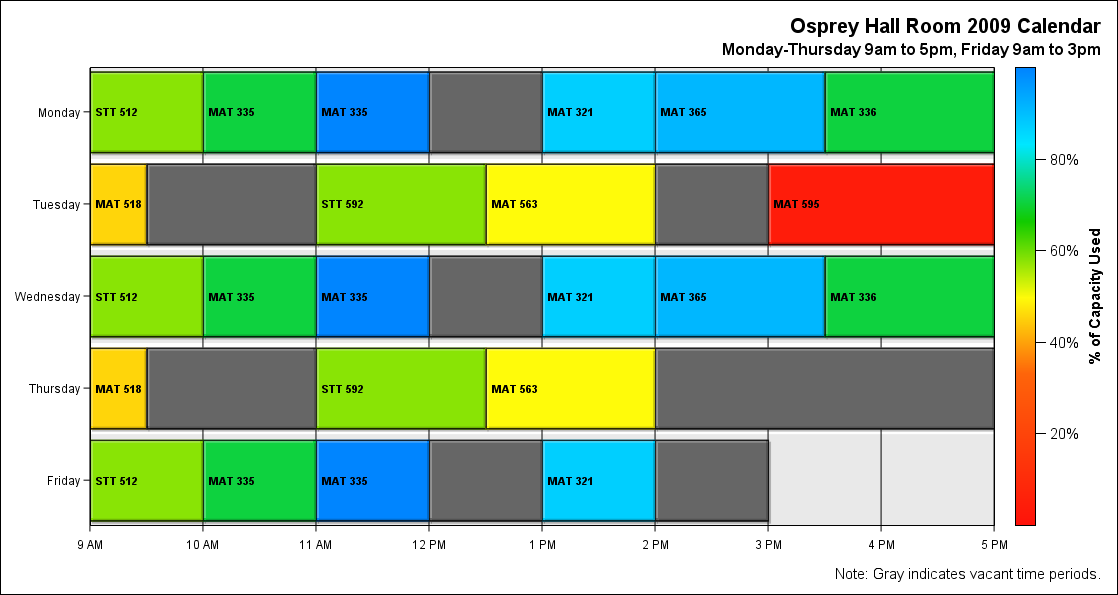 Osprey Hall Room 2009 Calendar
Monday-Thursday 9am to 5pm, Friday 9am to 3pm
Monday
STT 512
MAT 335
MAT 335
MAT 321
MAT 365
MAT 336
Tuesday
MAT 518
STT 592
MAT 563
MAT 595
Wednesday
STT 512
MAT 335
MAT 335
MAT 321
MAT 365
MAT 336
Thursday
MAT 518
STT 592
MAT 563
Friday
STT 512
MAT 335
MAT 335
MAT 321
9 AM
10 AM
11 AM
12 PM
1 PM
2 PM
3 PM
4 PM
5 PM
80%
60%
40%
20%
% of Capacity Used
Note: Gray indicates vacant time periods.